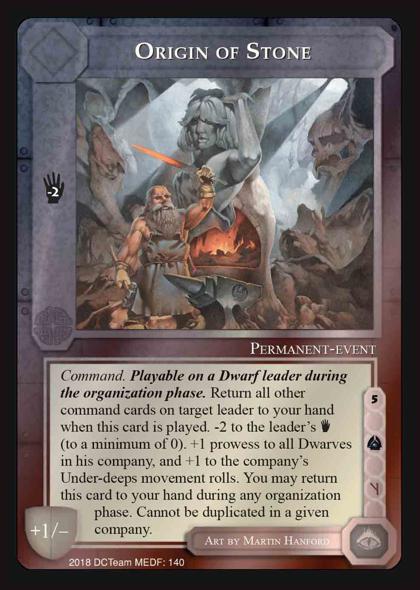 ORIGIN OF STONE
-2
PERMANENT-EVENT
Command. Playable on a Dwarf leader during
the organization phase. Return all other
command cards on target leader to your hand
when this card is played. -2 to the leader's
(to a minimum of 0). +1 prowess to all Dwarves
in his company, and +1 to the company's
Under-deeps movement rolls. You may return
this card to your hand during any organization
phase. Cannot be duplicated in a given
company.
5
+1/–
ART BY MARTIN HANFORD
2018 DCTeam MEDF: 140